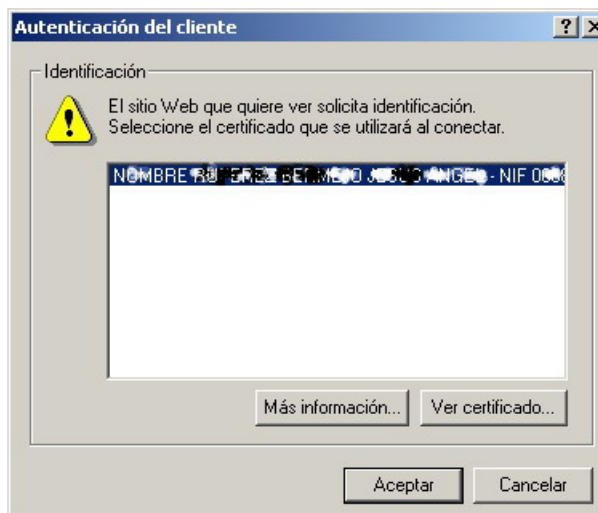 Autenticación del cliente
Identificación
El sitio Web que quiere ver solicita identificación.
Seleccione el certificado que se utilizará al conectar.
NOMBRE - NIF
Más información... Ver certificado...
Aceptar Cancelar